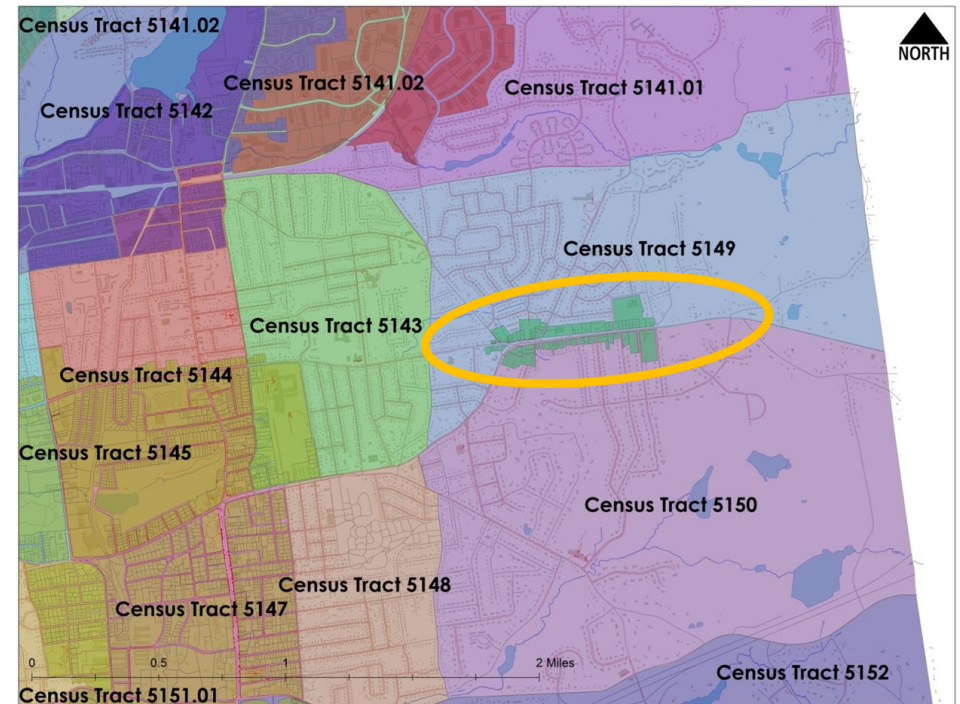 Census Tract 5141.02
NORTH
Census Tract 5141.02
Census Tract 5141.01
Census Tract 5142
Census Tract 5149
Census Tract 5143
Census Tract 5144
Census Tract 5145
Census Tract 5150
Census Tract 5148
Census Tract 5147
0 0.5 1 2 Miles
Census Tract 5152
Census Tract 5151.01